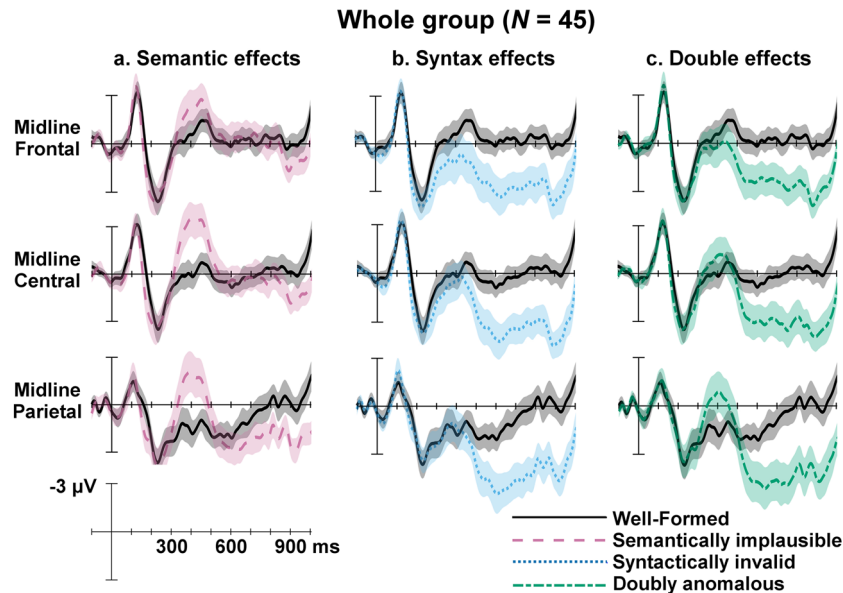 Whole group (N = 45)
a. Semantic effects
b. Syntax effects
c. Double effects
Midline
Frontal
Midline
Central
Midline
Parietal
-3 µV
300 600 900 ms
Well-Formed
Semantically implausible
Syntactically invalid
Doubly anomalous